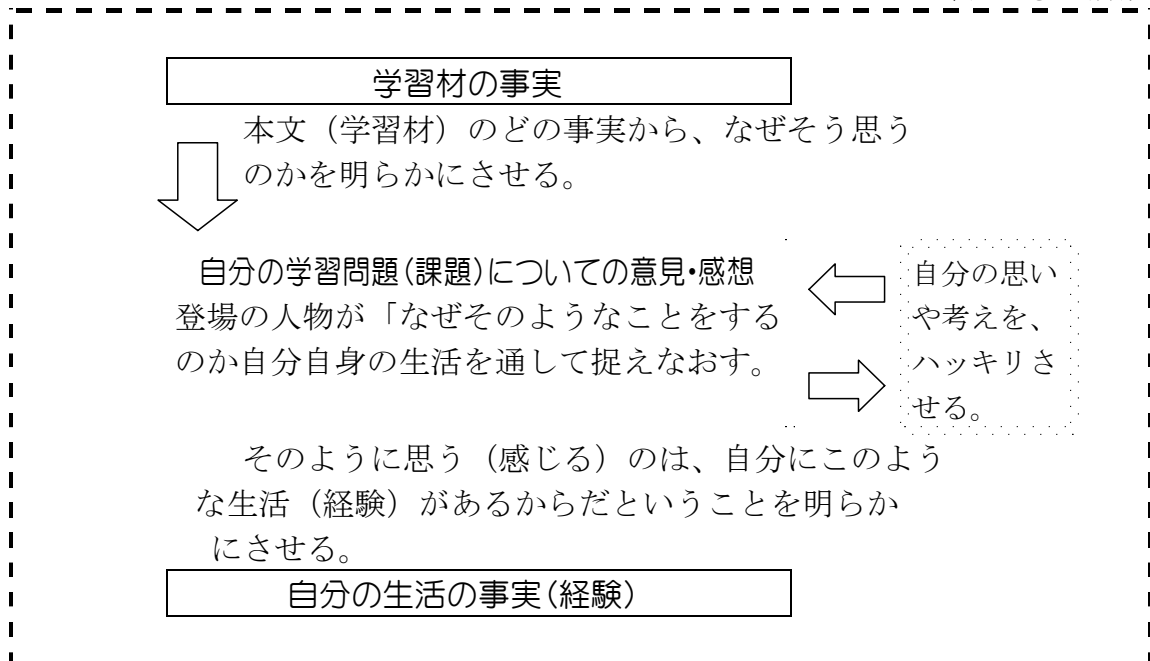 学習材の事実
本文（学習材）のどの事実から、なぜそう思う
のかを明らかにさせる。
自分の学習問題(課題)についての意見・感想
登場の人物が「なぜそのようなことをする
のか自分自身の生活を通して捉えなおす。
自分の思い
や考えを、
ハッキリさ
せる。
そのように思う（感じる）のは、自分にこのよう
な生活（経験）があるからだということを明らか
にさせる。
自分の生活の事実(経験)